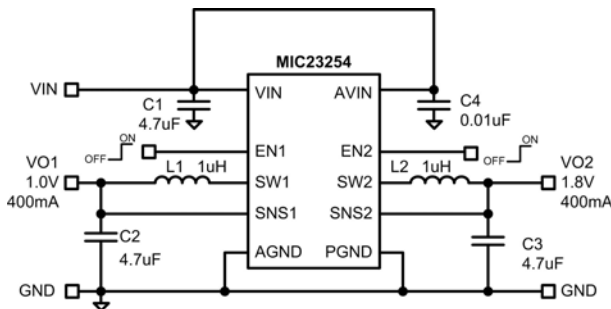 MIC23254
VIN
C1
4.7uF
VIN
AVIN
C4
0.01uF
ON
OFF
EN1
EN2
ON
OFF
VO1
1.0V
400mA
L1 1uH
SW1
SW2
L2 1uH
VO2
1.8V
400mA
SNS1
SNS2
C2
4.7uF
AGND
PGND
C3
4.7uF
GND
GND